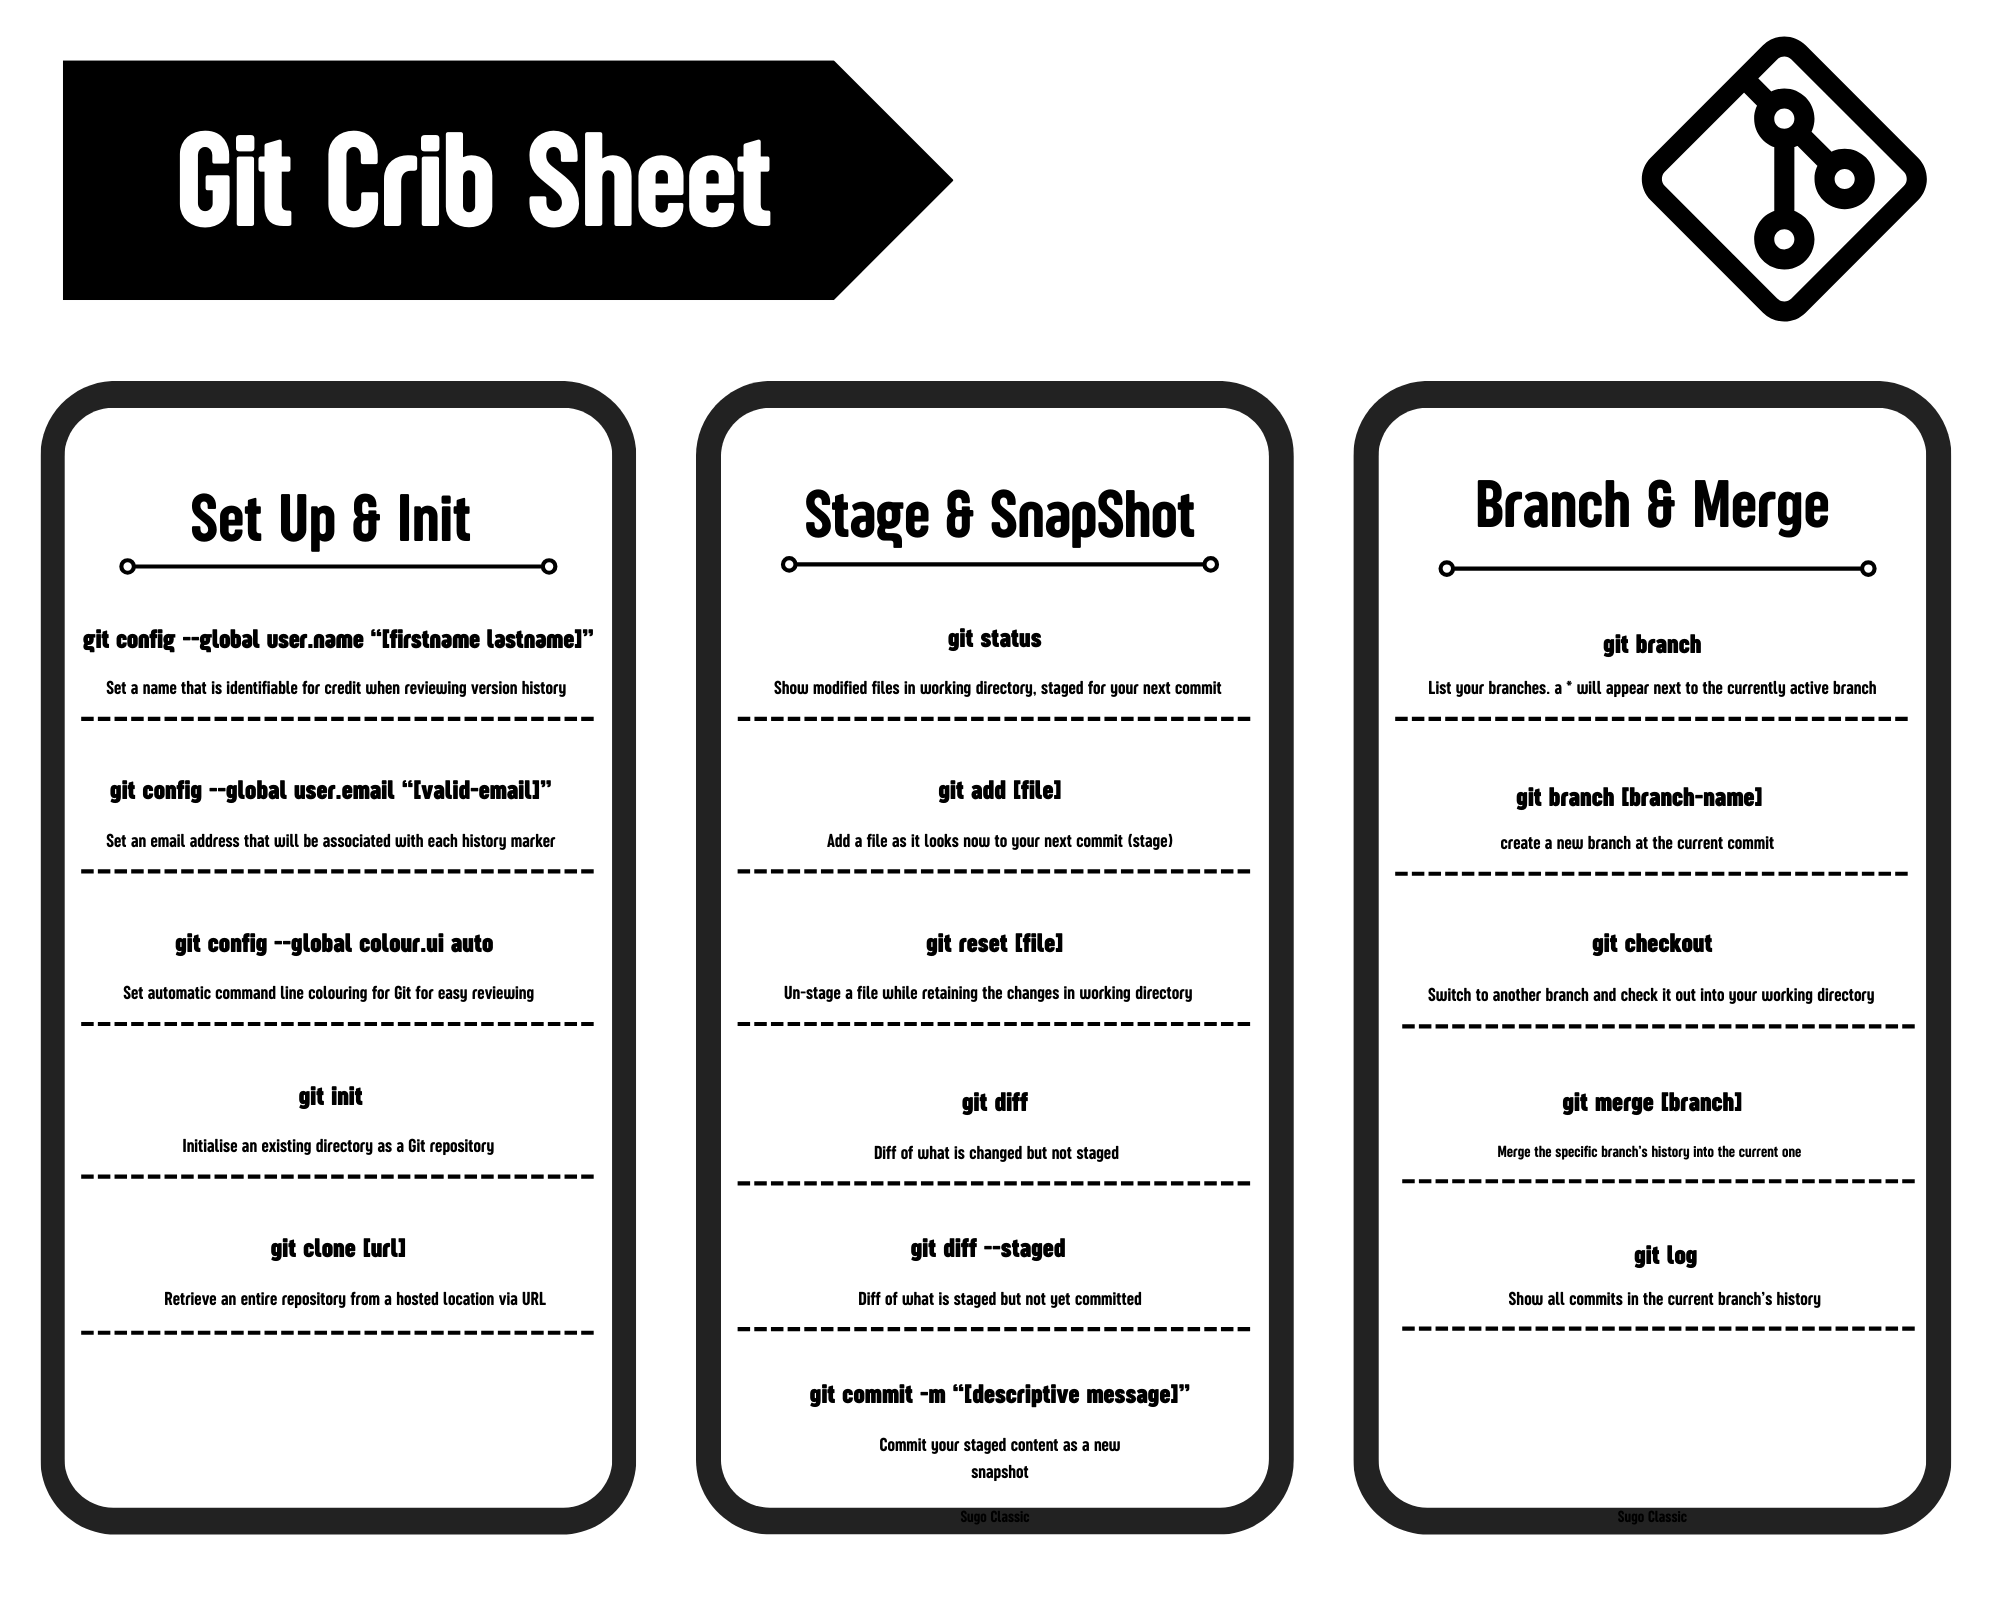 Git Crib Sheet
Set Up & Init
git config --global user.name “[firstname lastname]”
Set a name that is identifiable for credit when reviewing version history
git config --global user.email “[valid-email]”
Set an email address that will be associated with each history marker
git config --global colour.ui auto
Set automatic command line colouring for Git for easy reviewing
git init
Initialise an existing directory as a Git repository
git clone [url]
Retrieve an entire repository from a hosted location via URL
Stage & SnapShot
git status
Show modified files in working directory, staged for your next commit
git add [file]
Add a file as it looks now to your next commit (stage)
git reset [file]
Un-stage a file while retaining the changes in working directory
git diff
Diff of what is changed but not staged
git diff --staged
Diff of what is staged but not yet committed
git commit -m “[descriptive message]”
Commit your staged content as a new
snapshot
Sugo Classic
Branch & Merge
git branch
List your branches. a * will appear next to the currently active branch
git branch [branch-name]
create a new branch at the current commit
git checkout
Switch to another branch and check it out into your working directory
git merge [branch]
Merge the specific branch's history into the current one
git log
Show all commits in the current branch's history
Sugo Classic